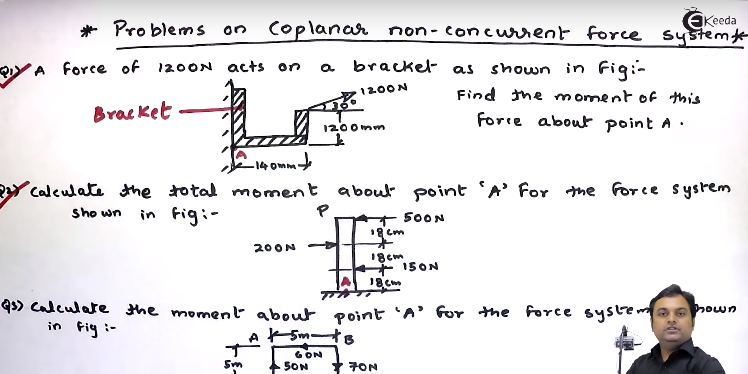 * Problems on Coplanar non-concurrent force system *
Ekeeda
Q1) A force of 1200N acts on a bracket as shown in fig:-
1200N
30°
Find the moment of this
Bracket
1200mm
force about point A.
A
140mm
Q2) Calculate the total moment about point 'A' for the force system
shown in fig:-
P
500N
18cm
200N
18cm
150N
A
18cm
Q3) Calculate the moment about point 'A' for the force system shown
in fig:-
A
5m
B
60N
5m
50N
70N